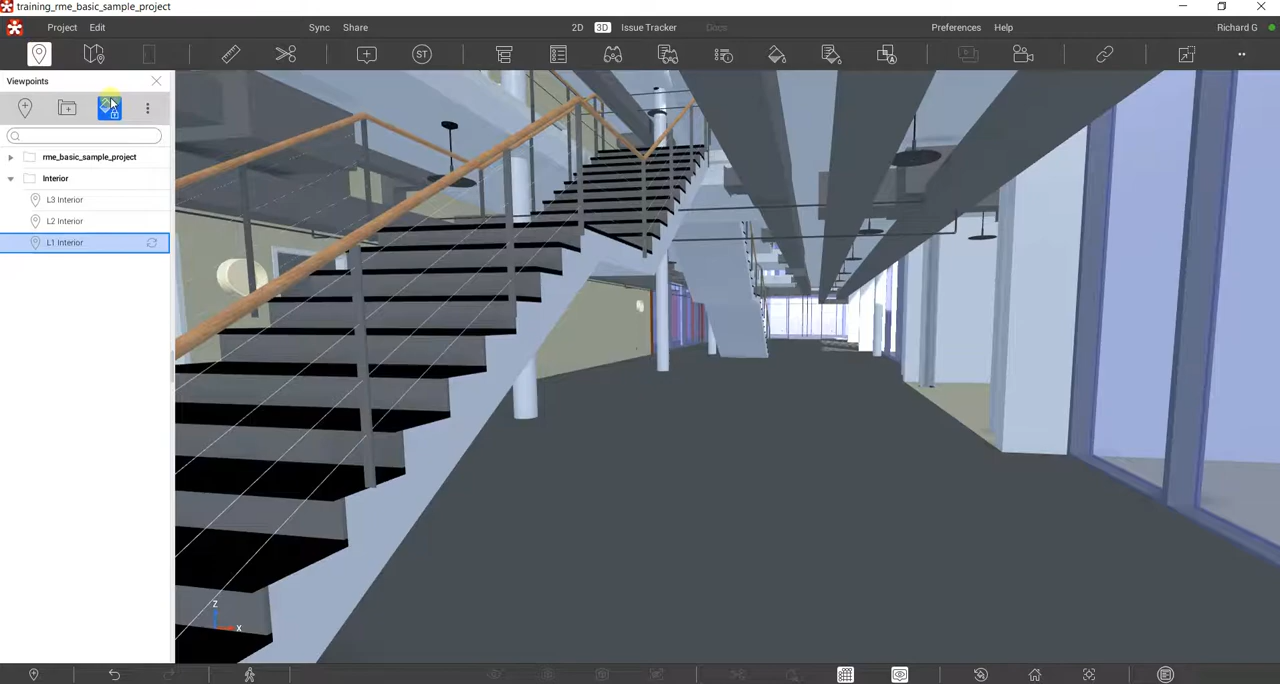 training_rme_basic_sample_project
Project Edit Sync Share 2D 3D Issue Tracker Docs Preferences Help Richard G
ST
Viewpoints
rme_basic_sample_project
Interior
L3 Interior
L2 Interior
L1 Interior
Z
X